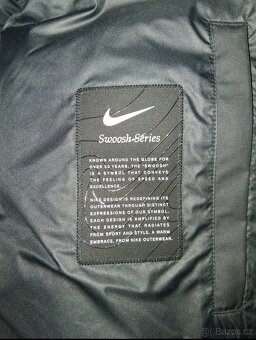 Swoosh-Series
KNOWN AROUND THE GLOBE FOR
OVER 50 YEARS, THE "SWOOSH"
IS A SYMBOL THAT CONVEYS
THE FEELING OF SPEED AND
EXCELLENCE.
NIKE DESIGN IS REDEFINING ITS
OUTERWEAR THROUGH DISTINCT
EXPRESSIONS OF OUR SYMBOL.
EACH DESIGN IS AMPLIFIED BY
THE ENERGY THAT RADIATES
FROM SPORT AND STYLE. A WARM
EMBRACE, FROM NIKE OUTERWEAR.
Sbazar.cz